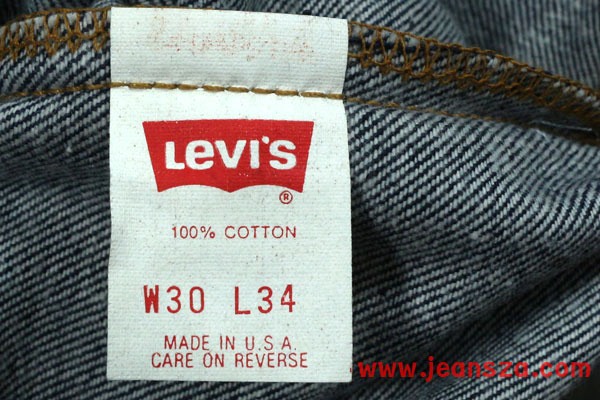 Levi's
®
100% COTTON
W30 L34
MADE IN U.S.A.
CARE ON REVERSE
www.jeansza.com